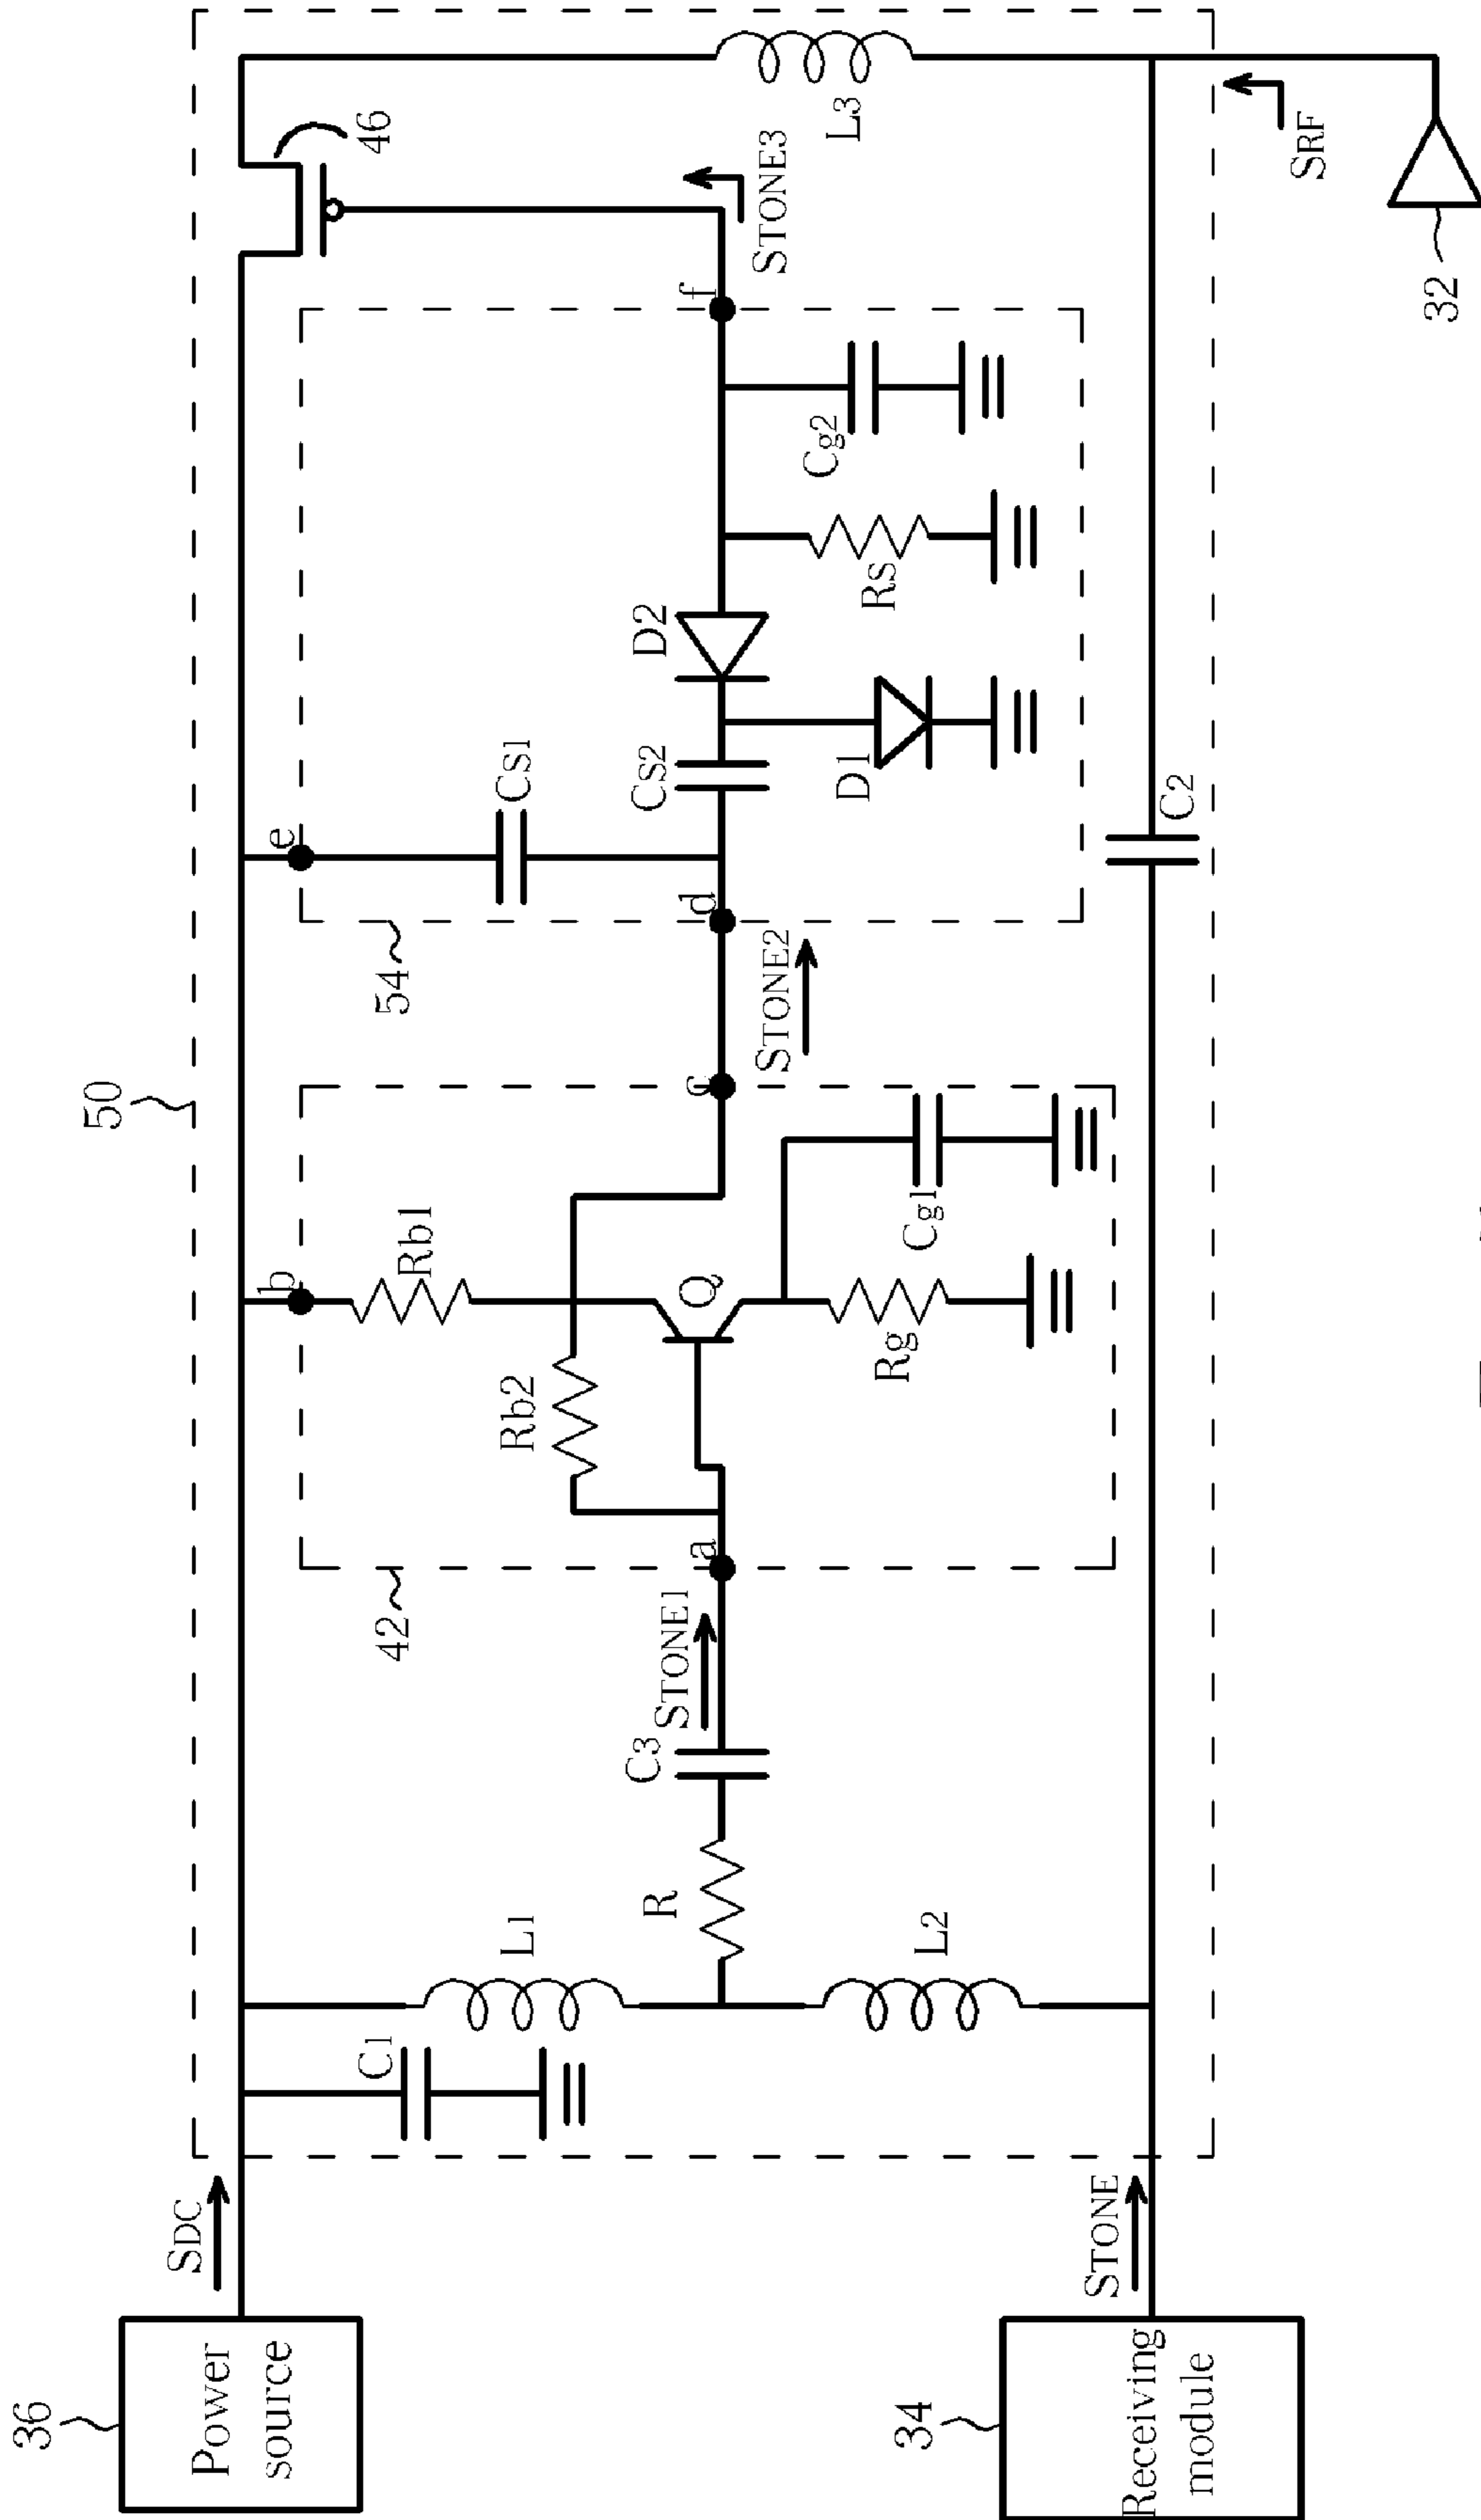 50
36
Power
source
SDC
C1
L1
b
Rb1
e
46
42
54
Rb2
Cs1
C3
R
STONE1
a
Q
c
STONE2
d
Cs2
D2
f
STONE3
L3
L2
Rg
Cg1
D1
Rs
Cg2
C2
34
Receiving
module
STONE
SRF
32